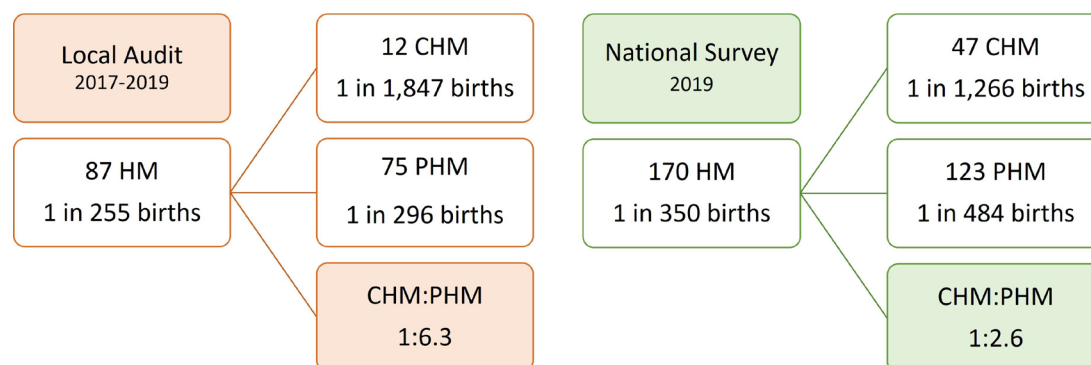 Local Audit
2017-2019
87 HM
1 in 255 births
12 CHM
1 in 1,847 births
75 PHM
1 in 296 births
CHM:PHM
1:6.3
National Survey
2019
170 HM
1 in 350 births
47 CHM
1 in 1,266 births
123 PHM
1 in 484 births
CHM:PHM
1:2.6